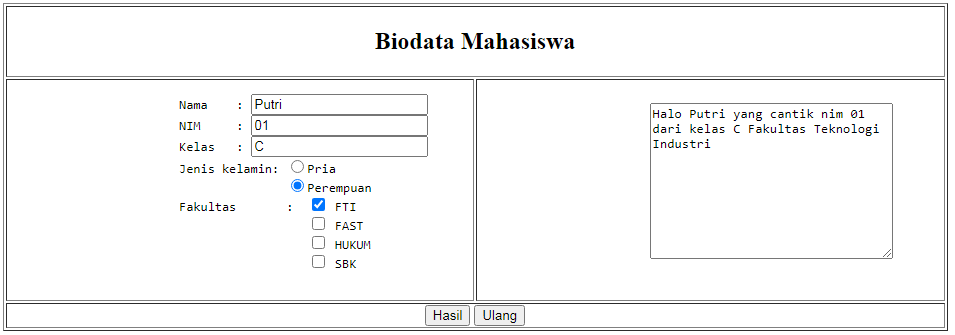 Biodata Mahasiswa
Nama : Putri
NIM : 01
Kelas : C
Jenis kelamin: Pria
Perempuan
Fakultas : FTI
FAST
HUKUM
SBK
Halo Putri yang cantik nim 01
dari kelas C Fakultas Teknologi
Industri
Hasil Ulang